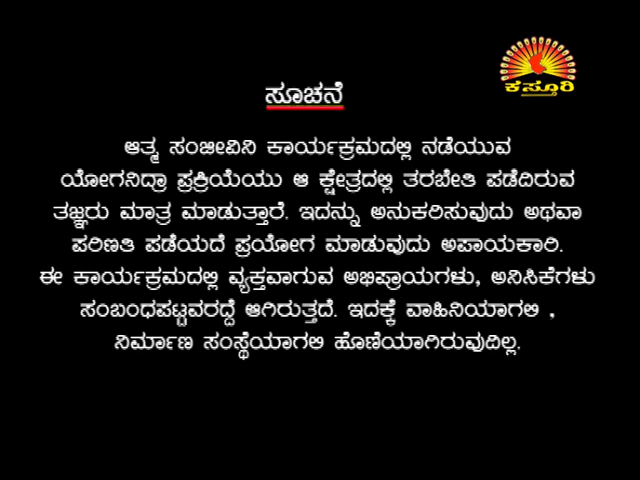 ಕಸ್ತೂರಿ
ಸೂಚನೆ
ಆತ್ಮ ಸಂಜೀವಿನಿ ಕಾರ್ಯಕ್ರಮದಲ್ಲಿ ನಡೆಯುವ
ಯೋಗನಿದ್ರಾ ಪ್ರಕ್ರಿಯೆಯು ಆ ಕ್ಷೇತ್ರದಲ್ಲಿ ತರಬೇತಿ ಪಡೆದಿರುವ
ತಜ್ಞರು ಮಾತ್ರ ಮಾಡುತ್ತಾರೆ. ಇದನ್ನು ಅನುಕರಿಸುವುದು ಅಥವಾ
ಪರಿಣತಿ ಪಡೆಯದೆ ಪ್ರಯೋಗ ಮಾಡುವುದು ಅಪಾಯಕಾರಿ.
ಈ ಕಾರ್ಯಕ್ರಮದಲ್ಲಿ ವ್ಯಕ್ತವಾಗುವ ಅಭಿಪ್ರಾಯಗಳು, ಅನಿಸಿಕೆಗಳು
ಸಂಬಂಧಪಟ್ಟವರದ್ದೆ ಆಗಿರುತ್ತದೆ. ಇದಕ್ಕೆ ವಾಹಿನಿಯಾಗಲಿ ,
ನಿರ್ಮಾಣ ಸಂಸ್ಥೆಯಾಗಲಿ ಹೊಣೆಯಾಗಿರುವುದಿಲ್ಲ.